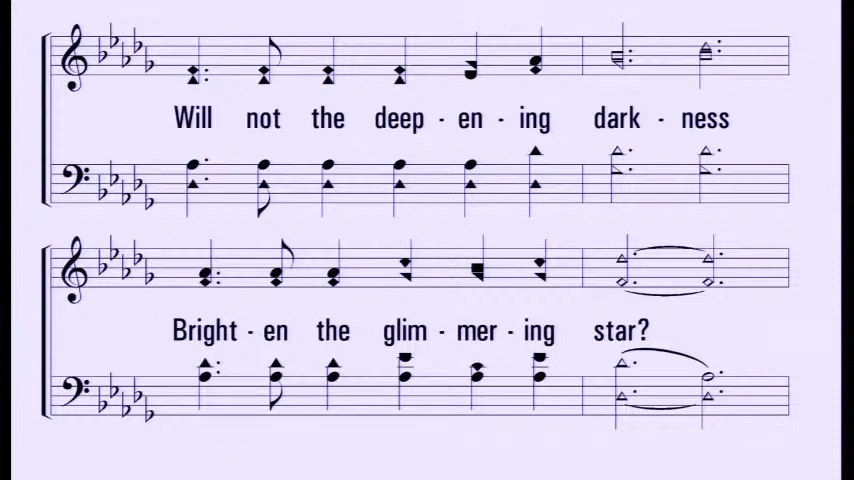 Will not the deep - en - ing dark - ness
Bright - en the glim - mer - ing star?